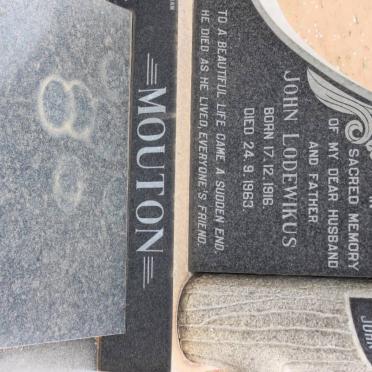 SACRED MEMORY
OF MY DEAR HUSBAND
AND FATHER
JOHN LODEWIKUS
BORN 17.12.1916.
DIED 24.9.1963.
TO A BEAUTIFUL LIFE CAME A SUDDEN END,
HE DIED AS HE LIVED, EVERYONE'S FRIEND.
MOUTON